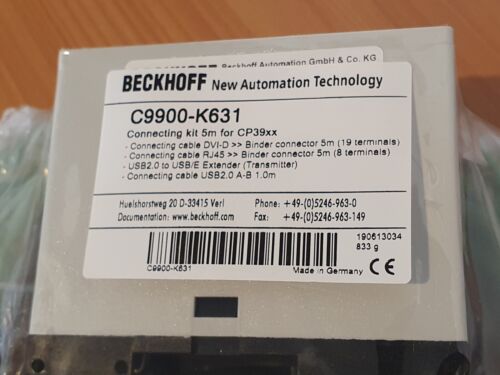 Beckhoff Automation GmbH & Co. KG
BECKHOFF New Automation Technology
C9900-K631
Connecting kit 5m for CP39xx
- Connecting cable DVI-D >> Binder connector 5m (19 terminals)
- Connecting cable RJ45 >> Binder connector 5m (8 terminals)
- USB2.0 to USB/E Extender (Transmitter)
- Connecting cable USB2.0 A-B 1.0m
Huelshorstweg 20 D-33415 Verl Phone: +49-(0)5246-963-0
Documentation: www.beckhoff.com Fax: +49-(0)5246-963-149
190613034
833 g
C9900-K631
Made in Germany CE